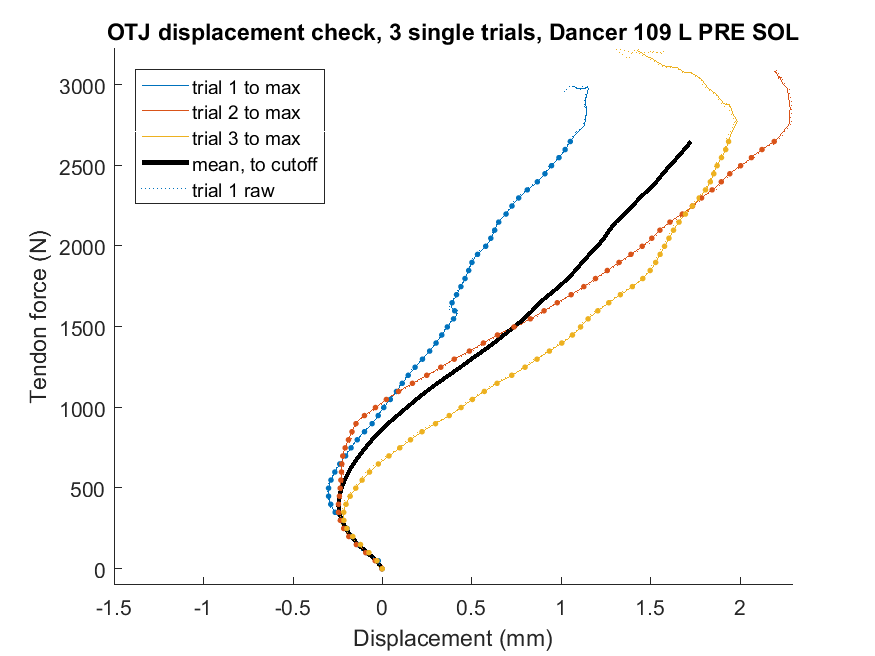 OTJ displacement check, 3 single trials, Dancer 109 L PRE SOL
trial 1 to max
trial 2 to max
trial 3 to max
mean, to cutoff
trial 1 raw
Tendon force (N)
3000
2500
2000
1500
1000
500
0
-1.5 -1 -0.5 0 0.5 1 1.5 2
Displacement (mm)